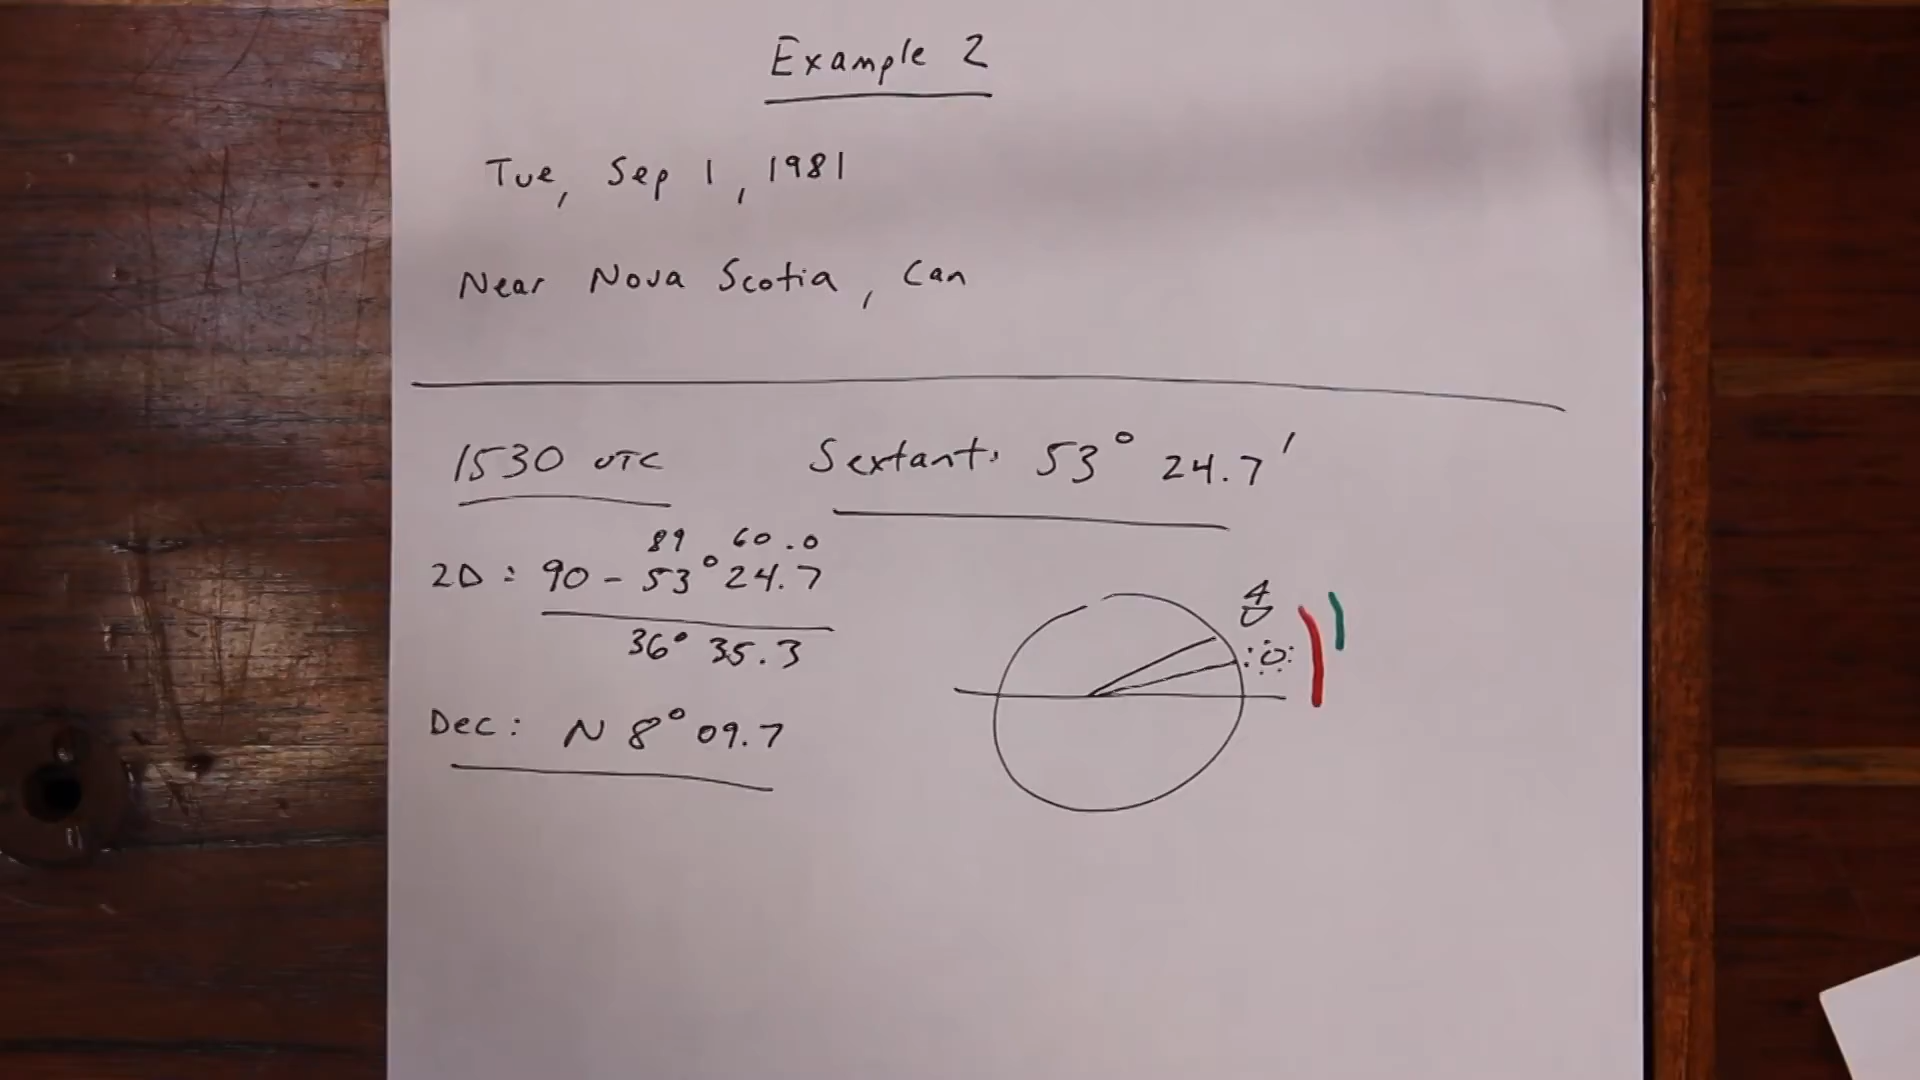 Example 2
Tue, Sep 1, 1981
Near Nova Scotia, Can
1530 UTC Sextant: 53° 24.7'
89 60.0
ZD: 90 - 53° 24.7
36° 35.3
Dec: N 8° 09.7